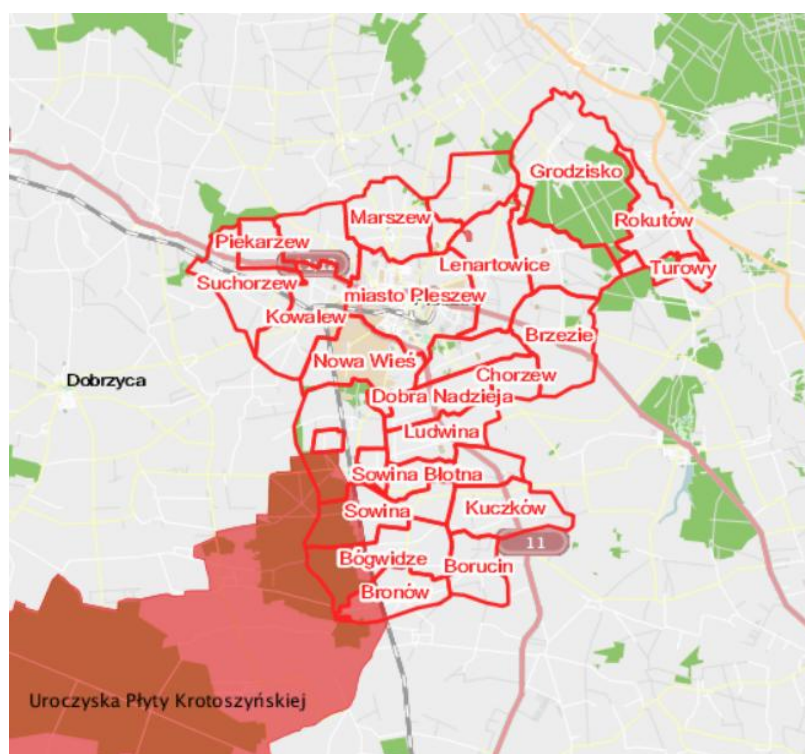 Grodzisko
Marszew
Rokutów
Piekarzew
Lenartowice
Turowy
Suchorzew
miasto Pleszew
Kowalew
Brzezie
Nowa Wieś
Chorzew
Dobrzyca
Dobra Nadzieja
Ludwina
Sowina Błotna
Sowina
Kuczków
11
Bógwidze
Borucin
Bronów
Uroczyska Płyty Krotoszyńskiej